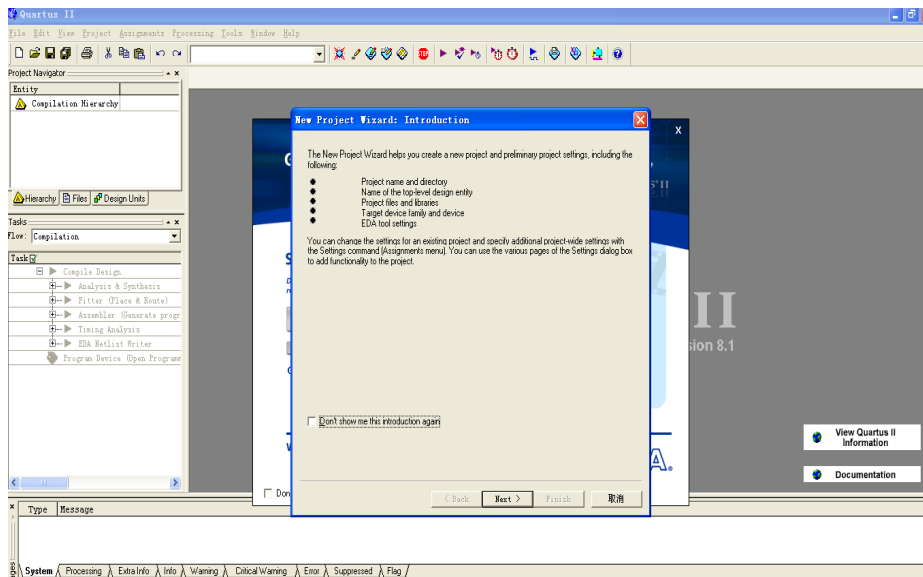 Quartus II
File Edit View Project Assignments Processing Tools Window Help
Project Navigator
Entity
Compilation Hierarchy
Hierarchy Files Design Units
Tasks
Flow: Compilation
Task
Compile Design
Analysis & Synthesis
Fitter (Place & Route)
Assembler (Generate progr
Timing Analysis
EDA Netlist Writer
Program Device (Open Programm
New Project Wizard: Introduction
The New Project Wizard helps you create a new project and preliminary project settings, including the
following:
Project name and directory
Name of the top-level design entity
Project files and libraries
Target device family and device
EDA tool settings
You can change the settings for an existing project and specify additional project-wide settings with
the Settings command (Assignments menu). You can use the various pages of the Settings dialog box
to add functionality to the project.
Don't show me this introduction again
< Back Next > Finish 取消
X
S'II
II
sion 8.1
A.
Don
View Quartus II
Information
Documentation
Type Message
System Processing Extra Info Info Warning Critical Warning Error Suppressed Flag